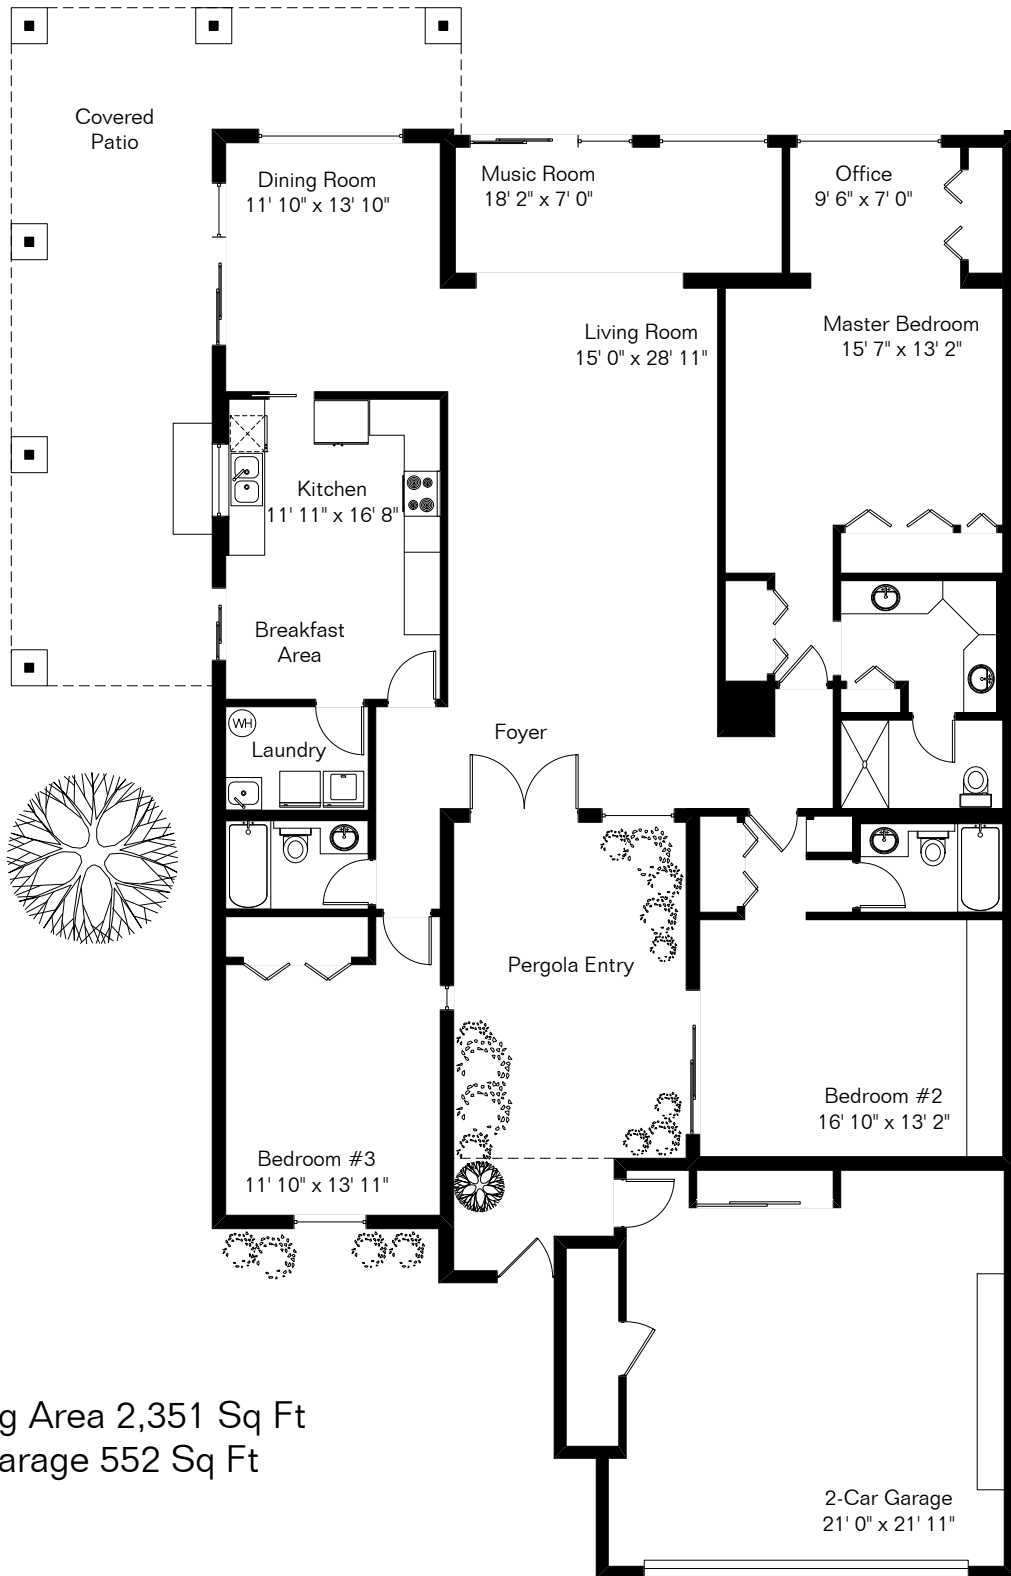 Covered
Patio
Dining Room
11' 10" x 13' 10"
Music Room
18' 2" x 7' 0"
Office
9' 6" x 7' 0"
Living Room
15' 0" x 28' 11"
Master Bedroom
15' 7" x 13' 2"
Kitchen
11' 11" x 16' 8"
Breakfast
Area
WH
Laundry
Foyer
Pergola Entry
Bedroom #2
16' 10" x 13' 2"
Bedroom #3
11' 10" x 13' 11"
g Area 2,351 Sq Ft
arage 552 Sq Ft
2-Car Garage
21' 0" x 21' 11"